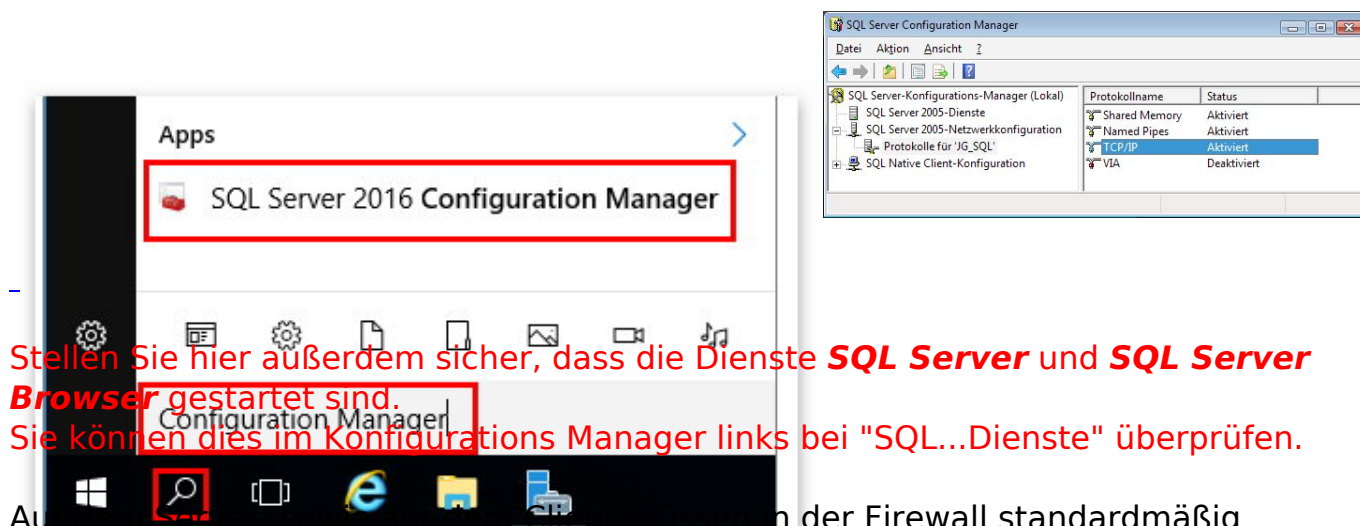 SQL Server Configuration Manager
Datei Aktion Ansicht ?
SQL Server-Konfigurations-Manager (Lokal)
SQL Server 2005-Dienste
SQL Server 2005-Netzwerkkonfiguration
Protokolle für 'JG_SQL'
SQL Native Client-Konfiguration
Protokollname Status
Shared Memory Aktiviert
Named Pipes Aktiviert
TCP/IP Aktiviert
VIA Deaktiviert
Apps
SQL Server 2016 Configuration Manager
Stellen Sie hier außerdem sicher, dass die Dienste SQL Server und SQL Server
Browser gestartet sind.
Configuration Manager
Sie können dies im Konfigurations Manager links bei "SQL...Dienste" überprüfen.
in der Firewall standardmäßig